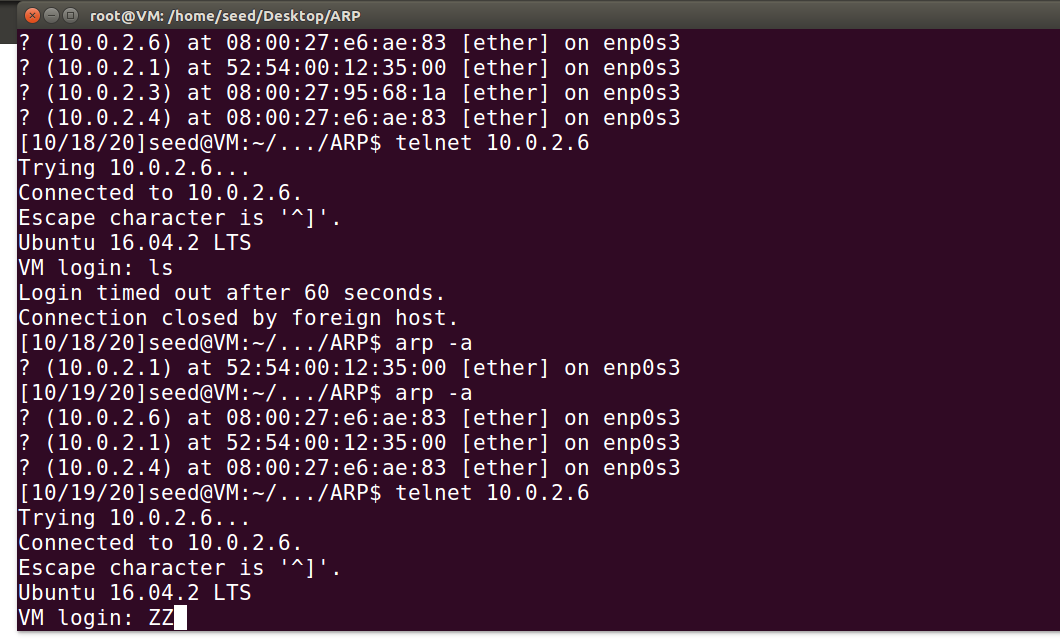 root@VM: /home/seed/Desktop/ARP
? (10.0.2.6) at 08:00:27:e6:ae:83 [ether] on enp0s3
? (10.0.2.1) at 52:54:00:12:35:00 [ether] on enp0s3
? (10.0.2.3) at 08:00:27:95:68:1a [ether] on enp0s3
? (10.0.2.4) at 08:00:27:e6:ae:83 [ether] on enp0s3
[10/18/20]seed@VM:~/.../ARP$ telnet 10.0.2.6
Trying 10.0.2.6...
Connected to 10.0.2.6.
Escape character is '^]'.
Ubuntu 16.04.2 LTS
VM login: ls
Login timed out after 60 seconds.
Connection closed by foreign host.
[10/18/20]seed@VM:~/.../ARP$ arp -a
? (10.0.2.1) at 52:54:00:12:35:00 [ether] on enp0s3
[10/19/20]seed@VM:~/.../ARP$ arp -a
? (10.0.2.6) at 08:00:27:e6:ae:83 [ether] on enp0s3
? (10.0.2.1) at 52:54:00:12:35:00 [ether] on enp0s3
? (10.0.2.4) at 08:00:27:e6:ae:83 [ether] on enp0s3
[10/19/20]seed@VM:~/.../ARP$ telnet 10.0.2.6
Trying 10.0.2.6...
Connected to 10.0.2.6.
Escape character is '^]'.
Ubuntu 16.04.2 LTS
VM login: ZZ